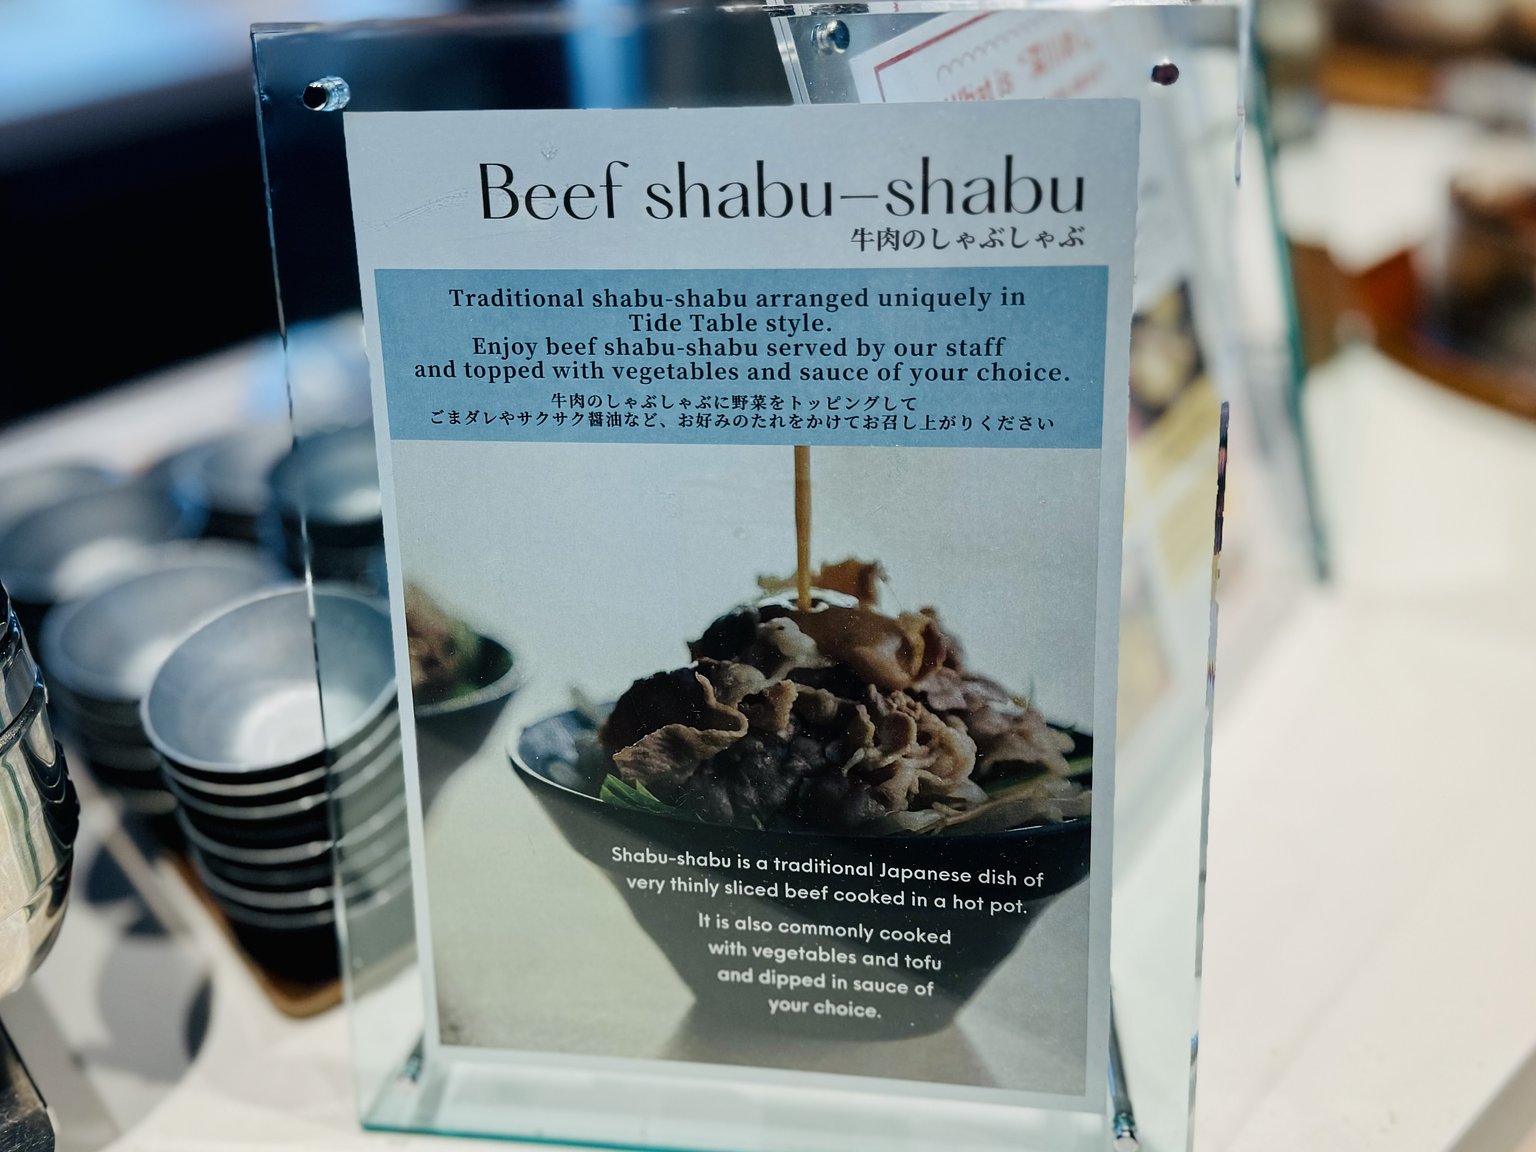 What is "深川めし"
Beef shabu–shabu
牛肉のしゃぶしゃぶ
Traditional shabu-shabu arranged uniquely in
Tide Table style.
Enjoy beef shabu-shabu served by our staff
and topped with vegetables and sauce of your choice.
牛肉のしゃぶしゃぶに野菜をトッピングして
ごまダレやサクサク醤油など、お好みのたれをかけてお召し上がりください
Shabu-shabu is a traditional Japanese dish of
very thinly sliced beef cooked in a hot pot.
It is also commonly cooked
with vegetables and tofu
and dipped in sauce of
your choice.